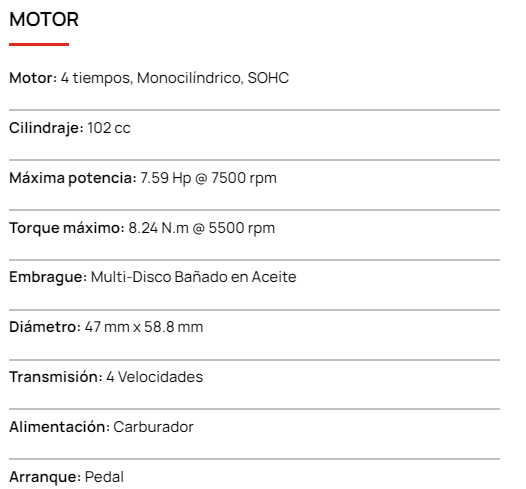 MOTOR
Motor: 4 tiempos, Monocilíndrico, SOHC
Cilindraje: 102 cc
Máxima potencia: 7.59 Hp @ 7500 rpm
Torque máximo: 8.24 N.m @ 5500 rpm
Embrague: Multi-Disco Bañado en Aceite
Diámetro: 47 mm x 58.8 mm
Transmisión: 4 Velocidades
Alimentación: Carburador
Arranque: Pedal